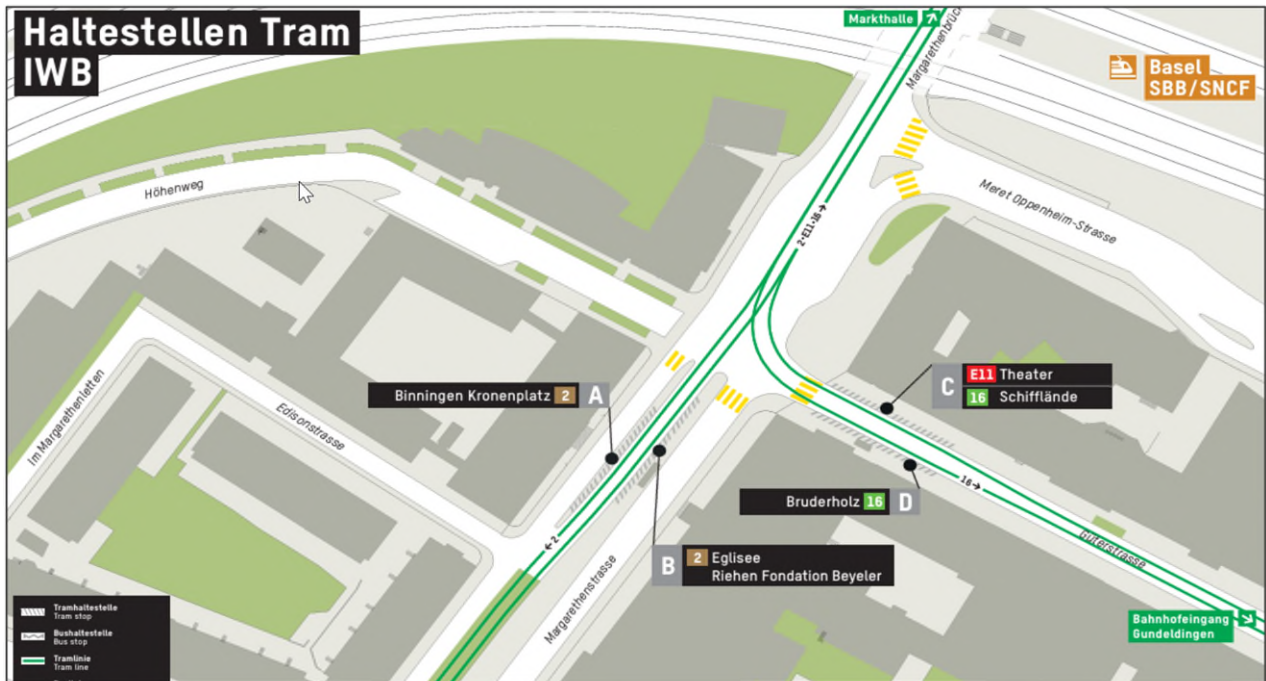 Haltestellen Tram
IWB
Markthalle
Margarethenbrück
Basel
SBB/SNCF
Höhenweg
Meret Oppenheim-Strasse
2·E11·16 →
E11 Theater
C
16 Schifflände
Binningen Kronenplatz 2 A
Im Margarethenletten
Edisonstrasse
16 →
Bruderholz 16 D
← 2
B 2 Eglisee
Riehen Fondation Beyeler
Güterstrasse
Margarethenstrasse
Tramhaltestelle
Tram stop
Bushaltestelle
Bus stop
Tramlinie
Tram line
Bahnhofeingang
Gundeldingen